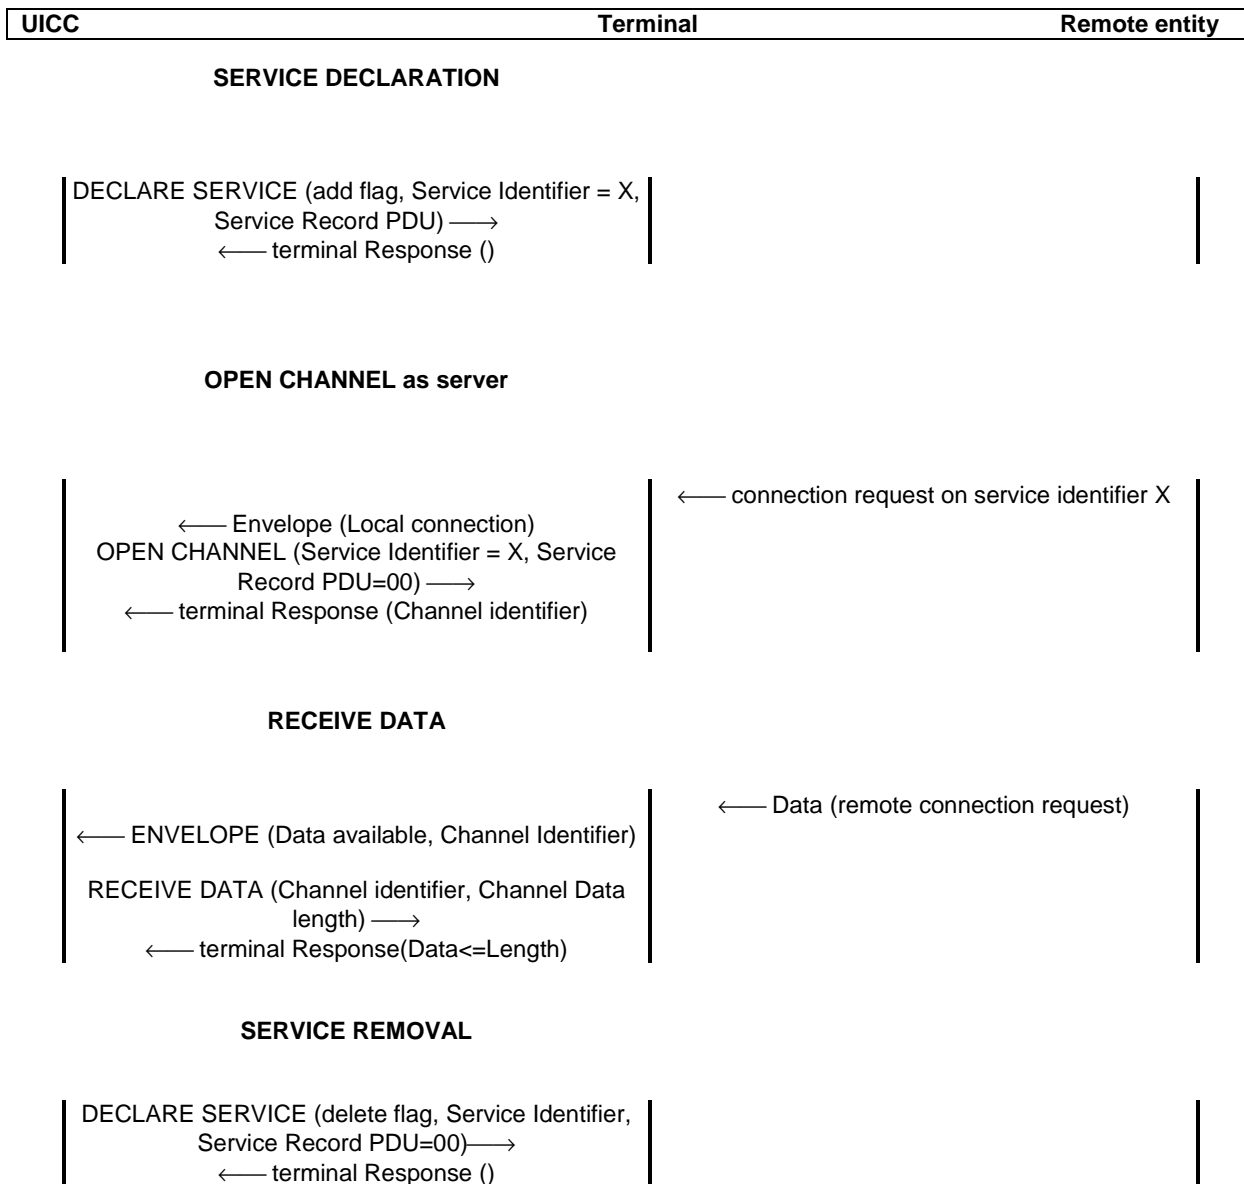 UICC Terminal Remote entity
SERVICE DECLARATION
DECLARE SERVICE (add flag, Service Identifier = X,
Service Record PDU) ⟶
⟵ terminal Response ()
OPEN CHANNEL as server
⟵ connection request on service identifier X
⟵ Envelope (Local connection)
OPEN CHANNEL (Service Identifier = X, Service
Record PDU=00) ⟶
⟵ terminal Response (Channel identifier)
RECEIVE DATA
⟵ Data (remote connection request)
⟵ ENVELOPE (Data available, Channel Identifier)
RECEIVE DATA (Channel identifier, Channel Data
length) ⟶
⟵ terminal Response(Data<=Length)
SERVICE REMOVAL
DECLARE SERVICE (delete flag, Service Identifier,
Service Record PDU=00)⟶
⟵ terminal Response ()